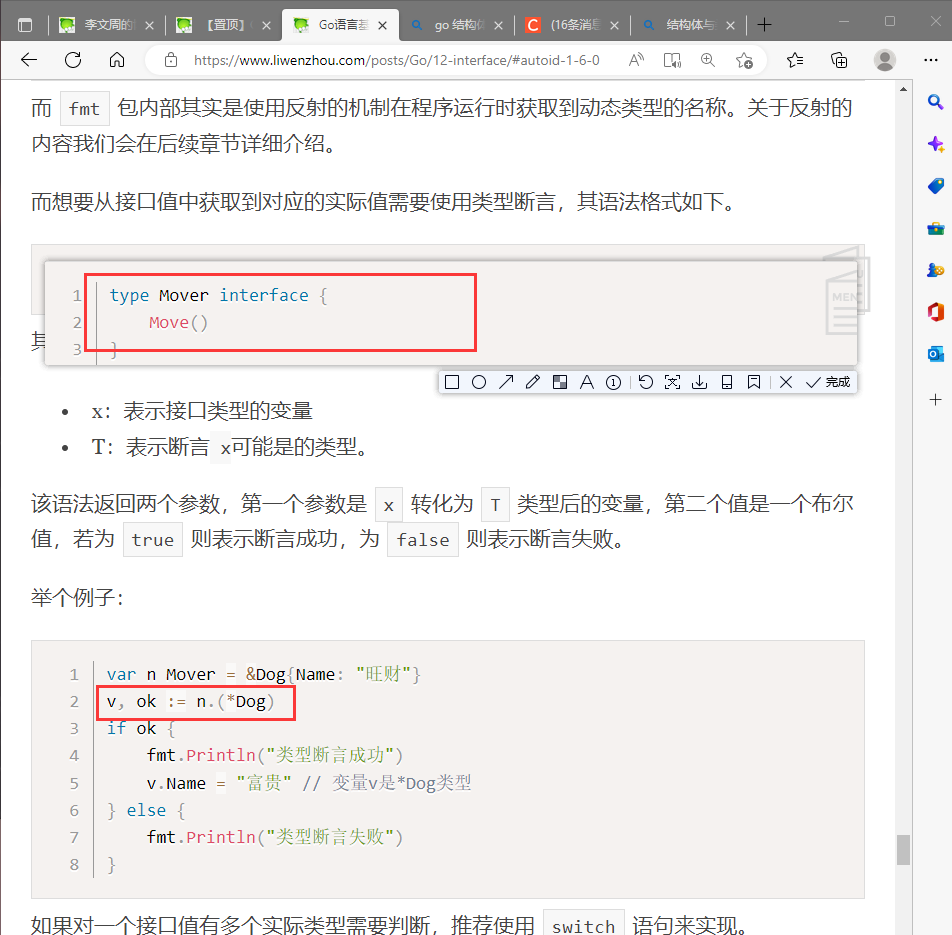 李文周的
【置顶】
Go语言基
go 结构体
(16条消息
结构体与
https://www.liwenzhou.com/posts/Go/12-interface/#autoid-1-6-0
而 fmt 包内部其实是使用反射的机制在程序运行时获取到动态类型的名称。关于反射的
内容我们会在后续章节详细介绍。
而想要从接口值中获取到对应的实际值需要使用类型断言，其语法格式如下。
1 type Mover interface {
2     Move()
3 }
MEN
其
完成
• x：表示接口类型的变量
• T：表示断言 x可能是的类型。
该语法返回两个参数，第一个参数是 x 转化为 T 类型后的变量，第二个值是一个布尔
值，若为 true 则表示断言成功，为 false 则表示断言失败。
举个例子：
1 var n Mover = &Dog{Name: "旺财"}
2 v, ok := n.(*Dog)
3 if ok {
4     fmt.Println("类型断言成功")
5     v.Name = "富贵" // 变量v是*Dog类型
6 } else {
7     fmt.Println("类型断言失败")
8 }
如果对一个接口值有多个实际类型需要判断，推荐使用 switch 语句来实现。